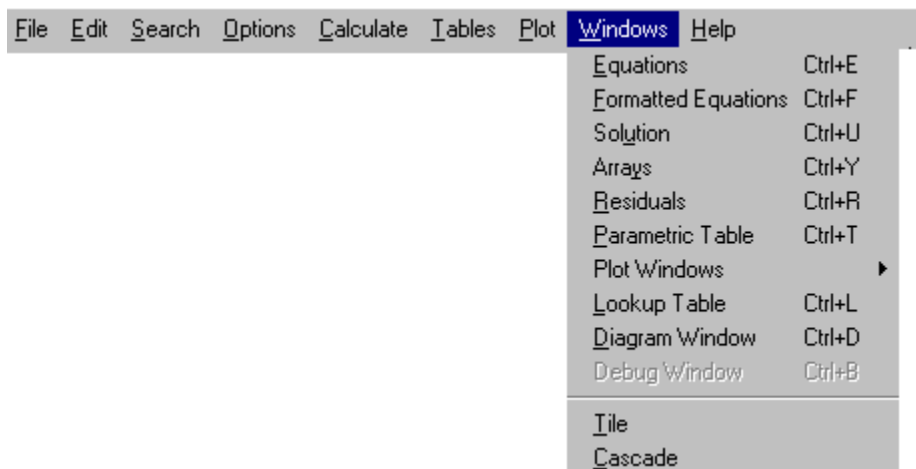 File Edit Search Options Calculate Tables Plot Windows Help
Equations Ctrl+E
Formatted Equations Ctrl+F
Solution Ctrl+U
Arrays Ctrl+Y
Residuals Ctrl+R
Parametric Table Ctrl+T
Plot Windows
Lookup Table Ctrl+L
Diagram Window Ctrl+D
Debug Window Ctrl+B
Tile
Cascade